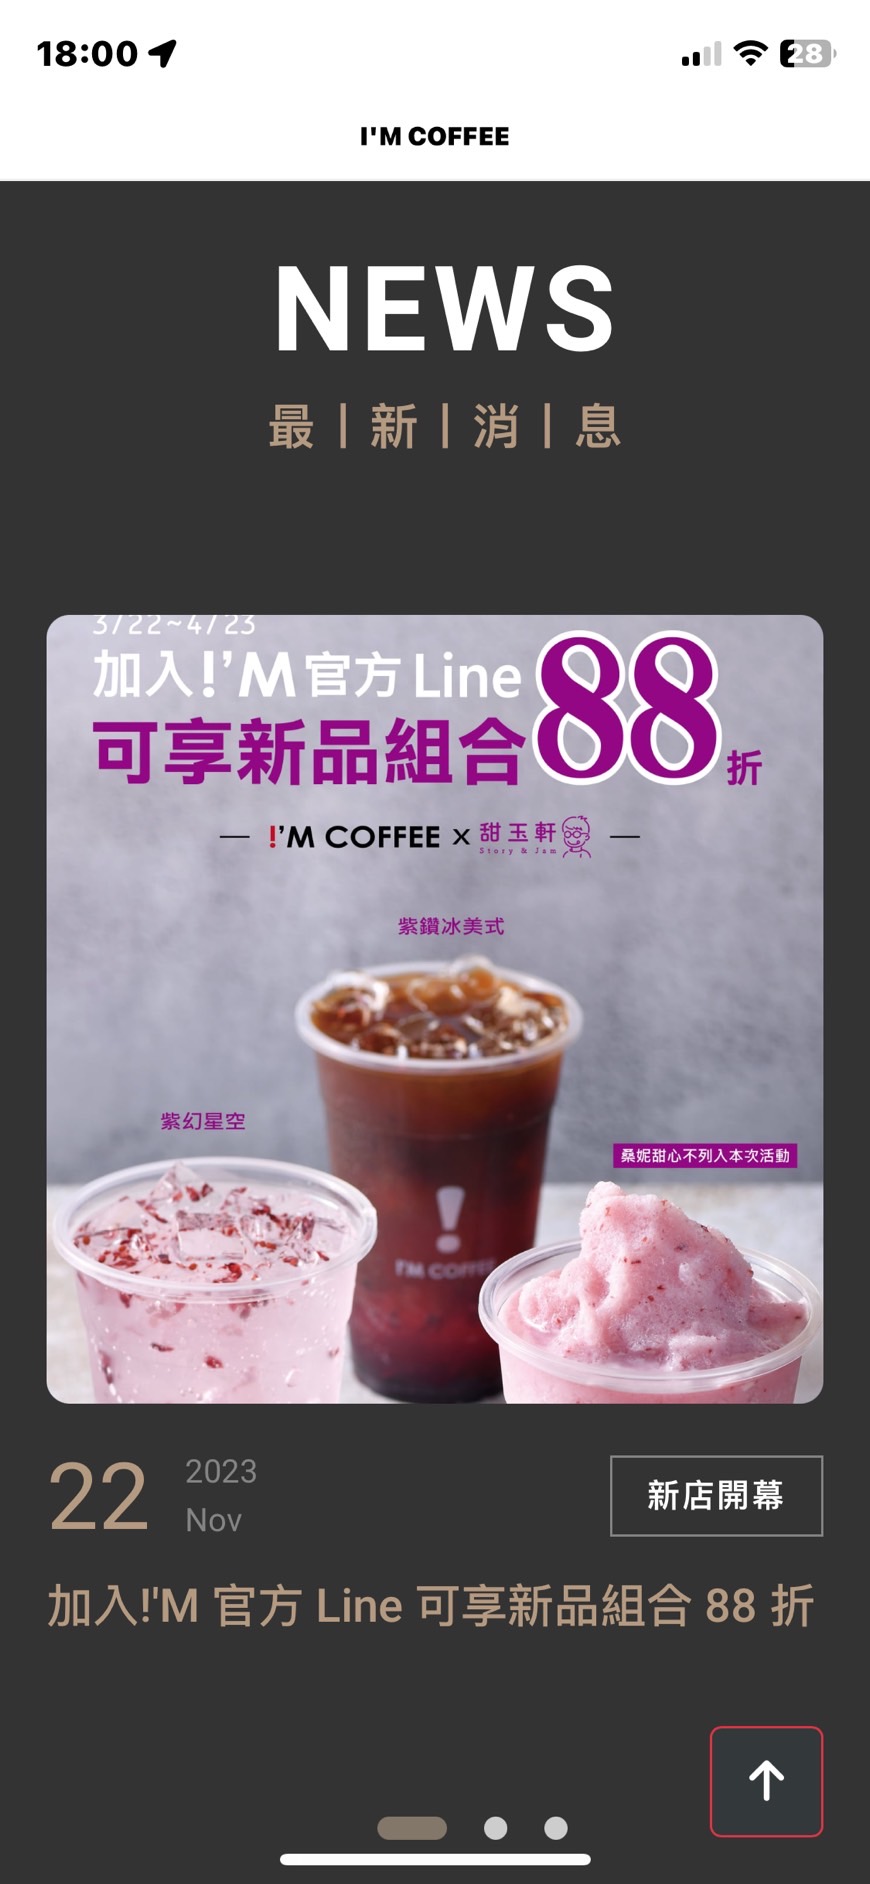 18:00
28
I'M COFFEE
NEWS
最|新|消|息
3/22~4/23
加入!'M官方Line
可享新品組合88折
!'M COFFEE x 甜玉軒
Story & Jam
紫鑽冰美式
紫幻星空
桑妮甜心不列入本次活動
I'M COFFEE
22
2023
Nov
新店開幕
加入!'M 官方 Line 可享新品組合 88 折